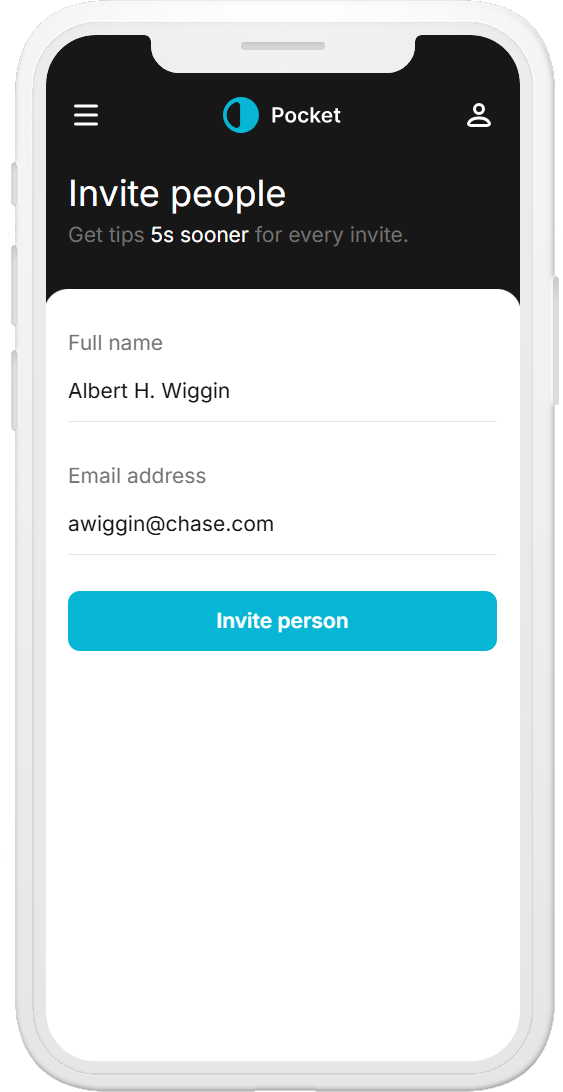 Pocket
Invite people
Get tips 5s sooner for every invite.
Full name
Albert H. Wiggin
Email address
awiggin@chase.com
Invite person